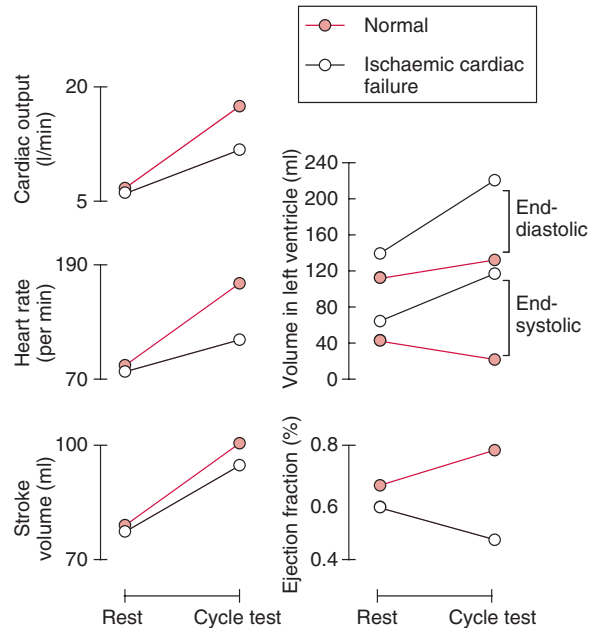 Normal
Ischaemic cardiac
failure
Cardiac output
(l/min)
20
5
Heart rate
(per min)
190
70
Stroke
volume (ml)
100
70
Rest
Cycle test
Volume in left ventricle (ml)
240
200
160
120
80
40
0
End-
diastolic
End-
systolic
Ejection fraction (%)
0.8
0.6
0.4
Rest
Cycle test